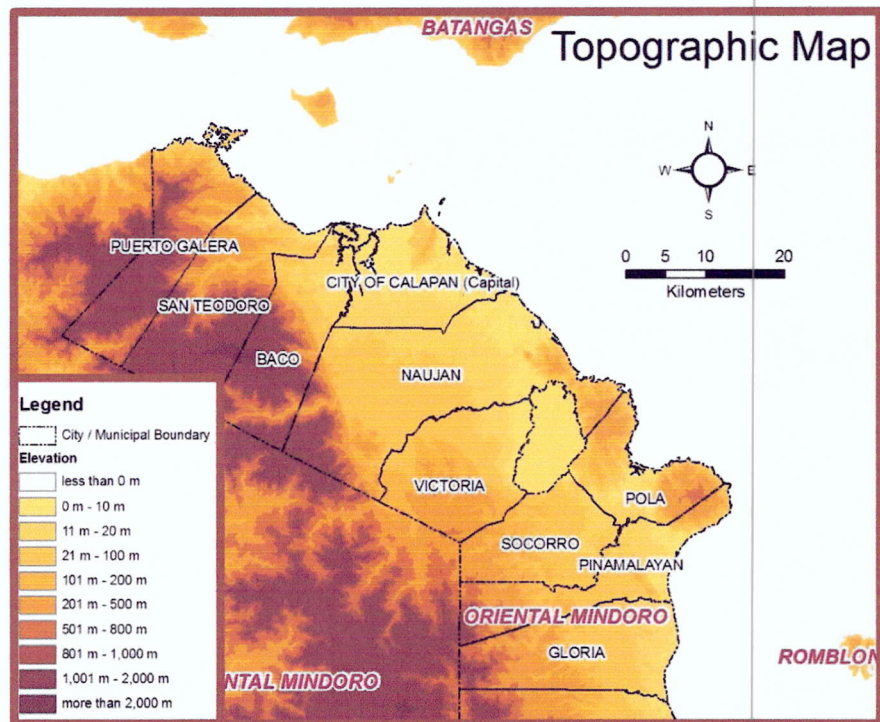 BATANGAS
Topographic Map
N
W E
S
0 5 10 20
Kilometers
PUERTO GALERA
SAN TEODORO
CITY OF CALAPAN (Capital)
BACO
NAUJAN
VICTORIA
POLA
SOCORRO
PINAMALAYAN
ORIENTAL MINDORO
GLORIA
NTAL MINDORO
ROMBLON
Legend
City / Municipal Boundary
Elevation
less than 0 m
0 m - 10 m
11 m - 20 m
21 m - 100 m
101 m - 200 m
201 m - 500 m
501 m - 800 m
801 m - 1,000 m
1,001 m - 2,000 m
more than 2,000 m